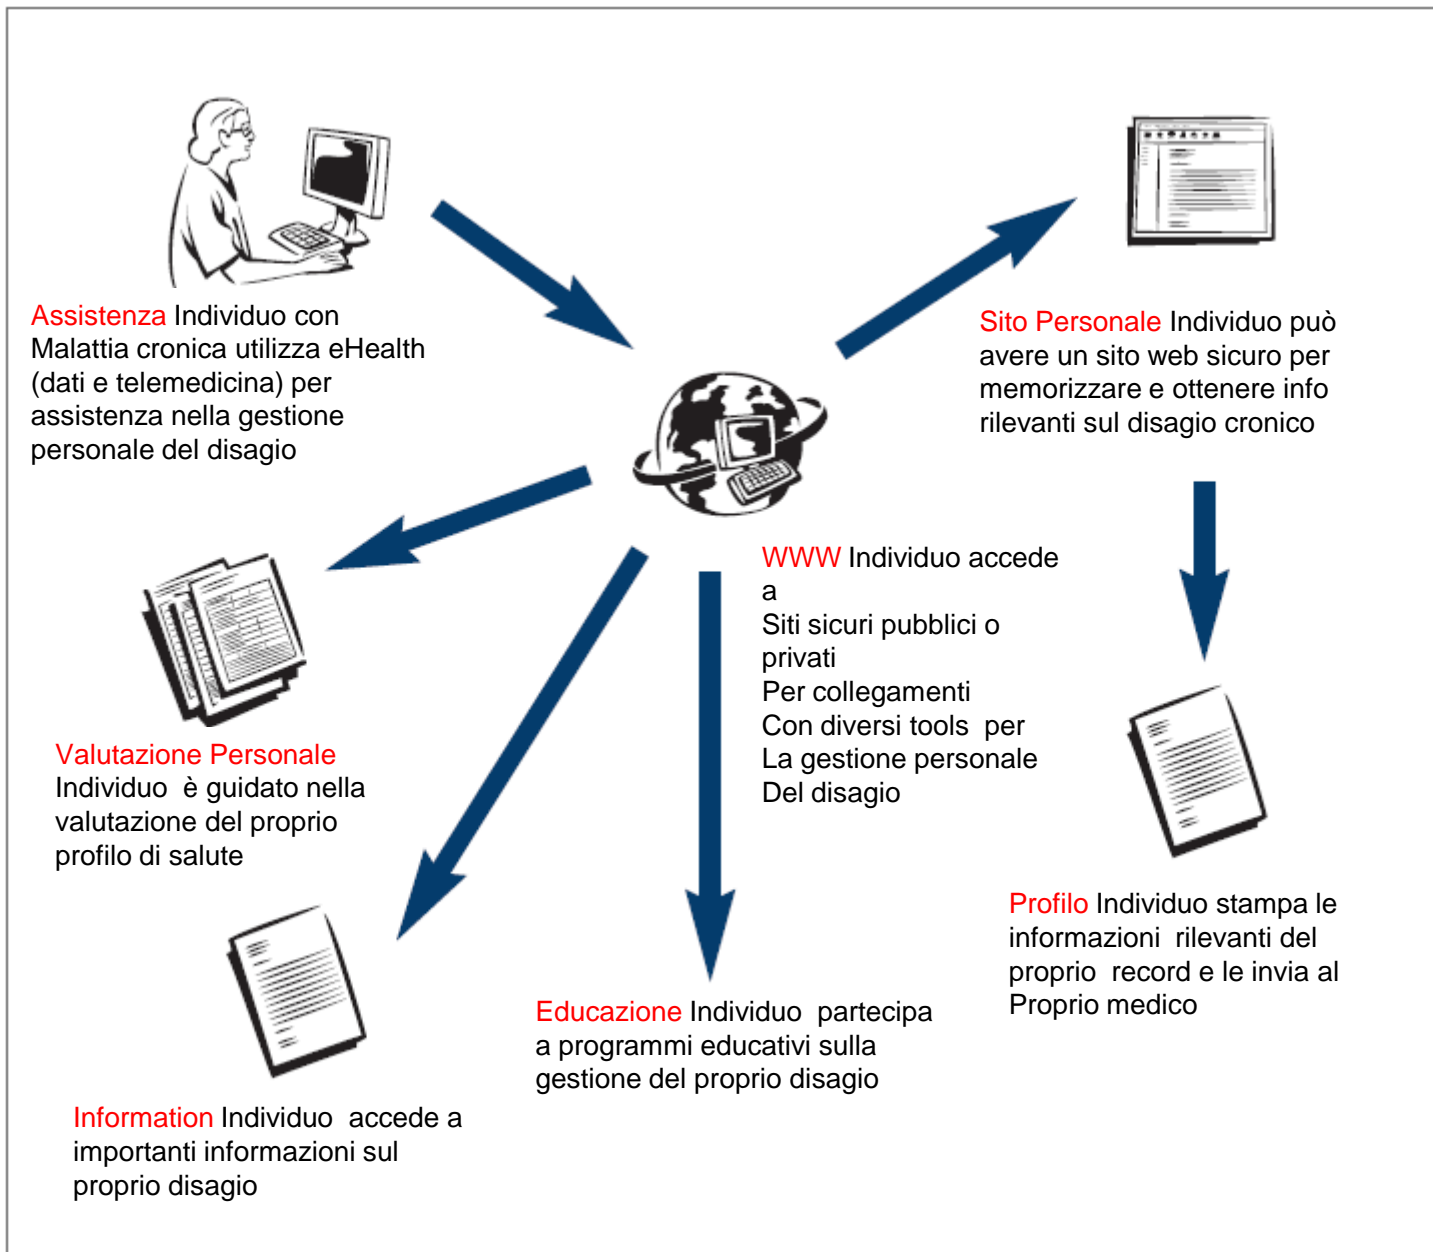 Assistenza Individuo con
Malattia cronica utilizza eHealth
(dati e telemedicina) per
assistenza nella gestione
personale del disagio
Sito Personale Individuo può
avere un sito web sicuro per
memorizzare e ottenere info
rilevanti sul disagio cronico
WWW Individuo accede
a
Siti sicuri pubblici o
privati
Per collegamenti
Con diversi tools per
La gestione personale
Del disagio
Valutazione Personale
Individuo è guidato nella
valutazione del proprio
profilo di salute
Profilo Individuo stampa le
informazioni rilevanti del
proprio record e le invia al
Proprio medico
Educazione Individuo partecipa
a programmi educativi sulla
gestione del proprio disagio
Information Individuo accede a
importanti informazioni sul
proprio disagio